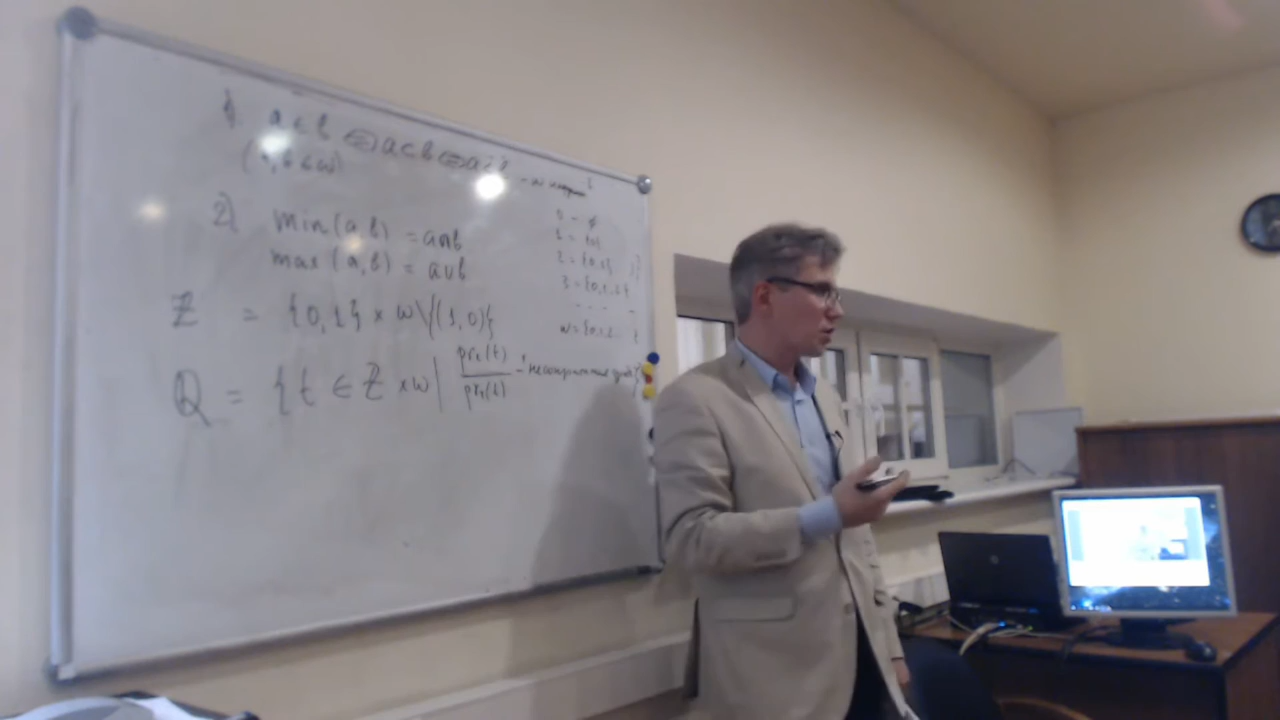 1) a ∈ b ⇔ a ⊂ b ⇔ a
(a, b ∈ ω)
2) min(a, b) = a∩b
max(a, b) = a∪b
Z = {0,1} × ω\{(1,0)}
Q = {t ∈ Z × ω | pr₁(t) / pr₂(t) -
0 - ∅
1 = {0}
2 = {0,1}
3 = {0,1,2}
- - - -
ω = {0,1,2